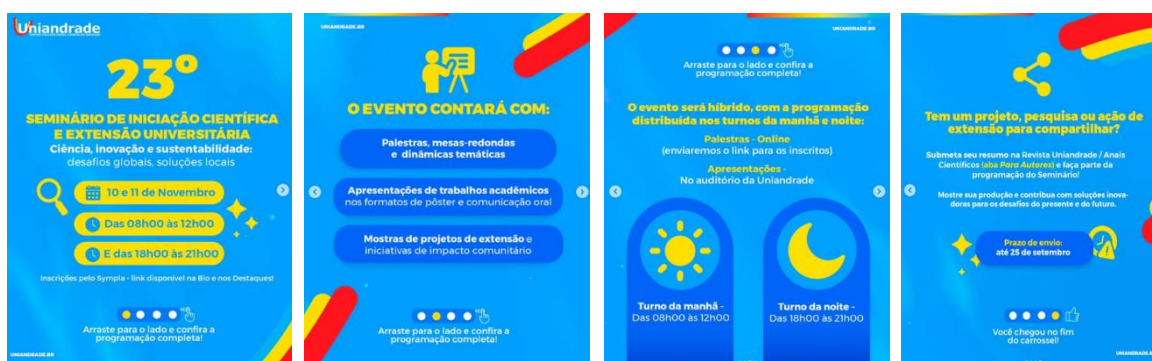 Uniandrade
23º
SEMINÁRIO DE INICIAÇÃO CIENTÍFICA
E EXTENSÃO UNIVERSITÁRIA
Ciência, inovação e sustentabilidade:
desafios globais, soluções locais
10 e 11 de Novembro
Das 08h00 às 12h00
E das 18h00 às 21h00
Inscrições pelo Sympla - link disponível na Bio e nos Destaques!
Arraste para o lado e confira a
programação completa!
UNIANDRADE.BR
UNIANDRADE.BR
O EVENTO CONTARÁ COM:
Palestras, mesas-redondas
e dinâmicas temáticas
Apresentações de trabalhos acadêmicos
nos formatos de pôster e comunicação oral
Mostras de projetos de extensão e
iniciativas de impacto comunitário
Arraste para o lado e confira a
programação completa!
UNIANDRADE.BR
Arraste para o lado e confira a
programação completa!
O evento será híbrido, com a programação
distribuída nos turnos da manhã e noite:
Palestras - Online
(enviaremos o link para os inscritos)
Apresentações -
No auditório da Uniandrade
Turno da manhã -
Das 08h00 às 12h00
Turno da noite -
Das 18h00 às 21h00
Tem um projeto, pesquisa ou ação de
extensão para compartilhar?
Submeta seu resumo na Revista Uniandrade / Anais
Científicos (aba Para Autores) e faça parte da
programação do Seminário!
Mostre sua produção e contribua com soluções inova-
doras para os desafios do presente e do futuro.
Prazo de envio:
até 25 de setembro
Você chegou no fim
do carrossel!
UNIANDRADE.BR